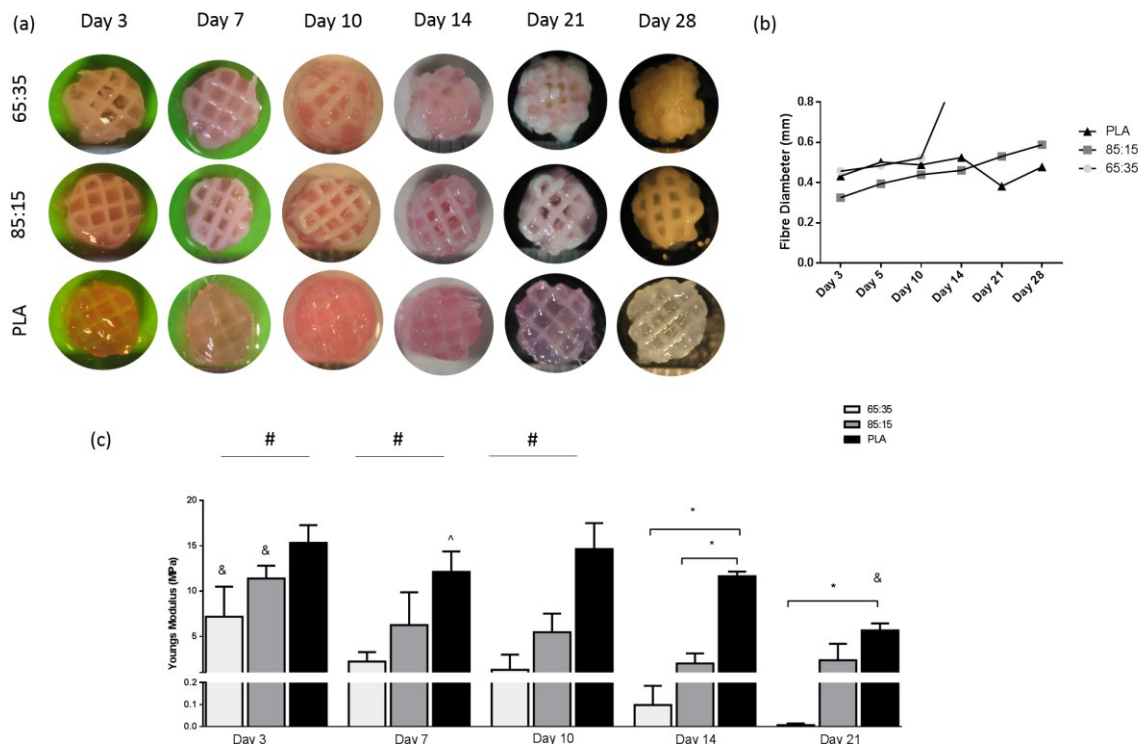 (a) Day 3 Day 7 Day 10 Day 14 Day 21 Day 28
65:35
85:15
PLA
(b)
0.8
0.6
0.4
0.2
0.0
Fibre Diambeter (mm)
Day 3 Day 5 Day 10 Day 14 Day 21 Day 28
PLA
85:15
65:35
65:35
85:15
PLA
(c) # # #
20
15
10
5
0.2
0.1
0.0
Youngs Modulus (MPa)
& & ^ * * * &
Day 3 Day 7 Day 10 Day 14 Day 21